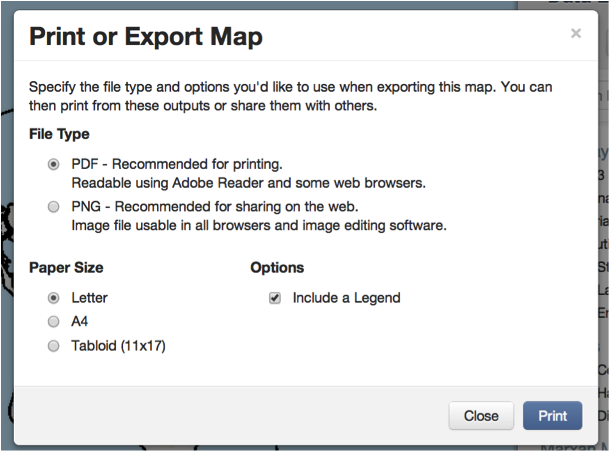 Print or Export Map
×
Specify the file type and options you'd like to use when exporting this map. You can
then print from these outputs or share them with others.
File Type
PDF - Recommended for printing.
Readable using Adobe Reader and some web browsers.
PNG - Recommended for sharing on the web.
Image file usable in all browsers and image editing software.
Paper Size
Options
Letter
Include a Legend
A4
Tabloid (11x17)
Close
Print